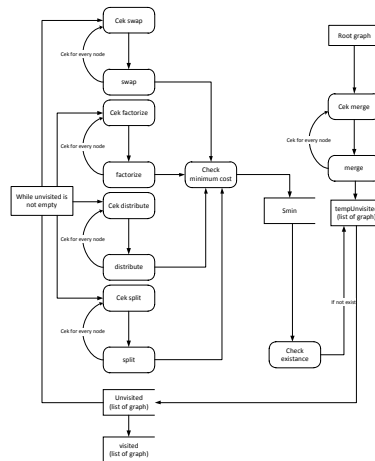 Cek swap
Cek for every node
swap
Cek factorize
Cek for every node
factorize
While unvisited is
not empty
Cek distribute
Cek for every node
distribute
Cek split
Cek for every node
split
Unvisited
(list of graph)
visited
(list of graph)
Check
minimum cost
Smin
Check
existance
Root graph
Cek merge
Cek for every node
merge
tempUnvisited
(list of graph)
If not exist